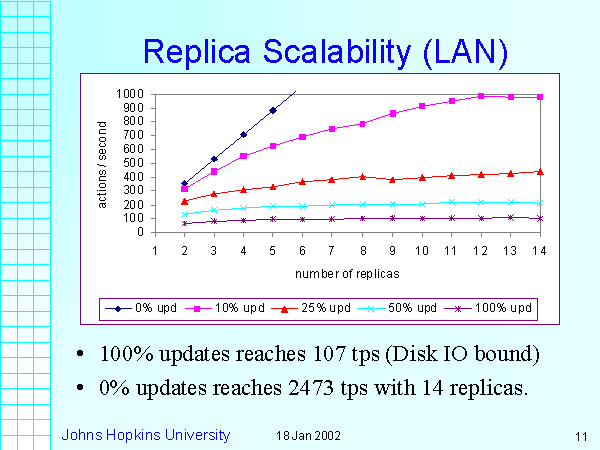 Replica Scalability (LAN)
1000
900
800
700
600
500
400
300
200
100
0
actions / second
1 2 3 4 5 6 7 8 9 10 11 12 13 14
number of replicas
0% upd 10% upd 25% upd 50% upd 100% upd
• 100% updates reaches 107 tps (Disk IO bound)
• 0% updates reaches 2473 tps with 14 replicas.
Johns Hopkins University 18 Jan 2002 11